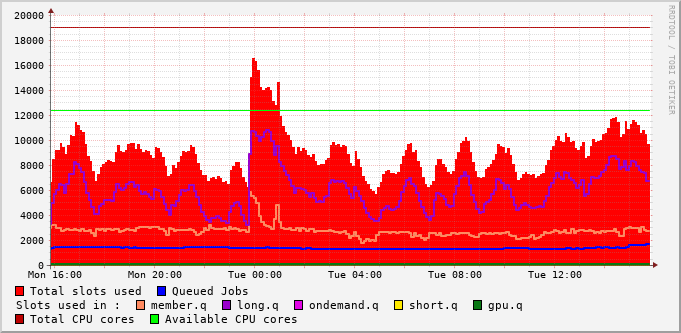 20000
18000
16000
14000
12000
10000
8000
6000
4000
2000
0
Mon 16:00 Mon 20:00 Tue 00:00 Tue 04:00 Tue 08:00 Tue 12:00
Total slots used Queued Jobs
Slots used in : member.q long.q ondemand.q short.q gpu.q
Total CPU cores Available CPU cores
RRDTOOL / TOBI OETIKER